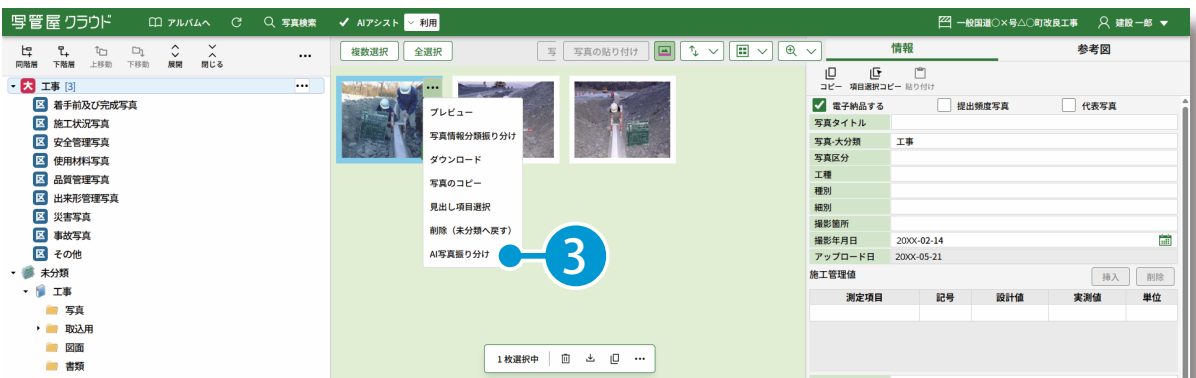 写管屋クラウド アルバムへ 写真検索 AIアシスト 利用 一般国道○×号△○町改良工事 建設 一郎
同階層 下階層 上移動 下移動 展開 閉じる
複数選択 全選択 写 写真の貼り付け
情報 参考図
コピー 項目選択コピー 貼り付け
大 工事 [3]
区 着手前及び完成写真
区 施工状況写真
区 安全管理写真
区 使用材料写真
区 品質管理写真
区 出来形管理写真
区 災害写真
区 事故写真
区 その他
未分類
工事
写真
取込用
図面
書類
プレビュー
写真情報分類振り分け
ダウンロード
写真のコピー
見出し項目選択
削除（未分類へ戻す）
AI写真振り分け
3
1 枚選択中
電子納品する 提出頻度写真 代表写真
写真タイトル
写真-大分類 工事
写真区分
工種
種別
細別
撮影箇所
撮影年月日 20XX-02-14
アップロード日 20XX-05-21
施工管理値 挿入 削除
測定項目 記号 設計値 実測値 単位